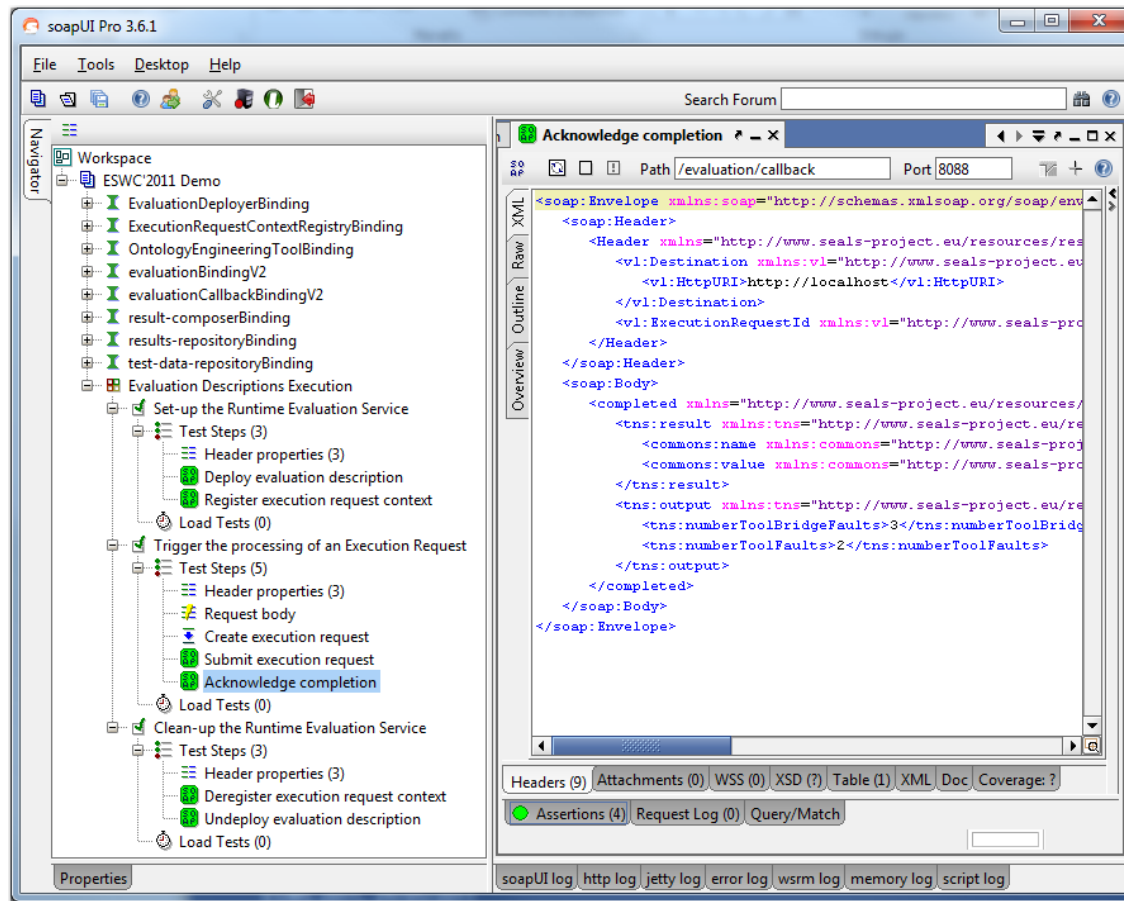 soapUI Pro 3.6.1
File Tools Desktop Help
Search Forum
Navigator
Workspace
ESWC'2011 Demo
EvaluationDeployerBinding
ExecutionRequestContextRegistryBinding
OntologyEngineeringToolBinding
evaluationBindingV2
evaluationCallbackBindingV2
result-composerBinding
results-repositoryBinding
test-data-repositoryBinding
Evaluation Descriptions Execution
Set-up the Runtime Evaluation Service
Test Steps (3)
Header properties (3)
Deploy evaluation description
Register execution request context
Load Tests (0)
Trigger the processing of an Execution Request
Test Steps (5)
Header properties (3)
Request body
Create execution request
Submit execution request
Acknowledge completion
Load Tests (0)
Clean-up the Runtime Evaluation Service
Test Steps (3)
Header properties (3)
Deregister execution request context
Undeploy evaluation description
Load Tests (0)
Properties
Acknowledge completion
Path /evaluation/callback Port 8088
XML
Raw
Outline
Overview
<soap:Envelope xmlns:soap="http://schemas.xmlsoap.org/soap/env
<soap:Header>
<Header xmlns="http://www.seals-project.eu/resources/res
<vl:Destination xmlns:vl="http://www.seals-project.eu
<vl:HttpURI>http://localhost</vl:HttpURI>
</vl:Destination>
<vl:ExecutionRequestId xmlns:vl="http://www.seals-pro
</Header>
</soap:Header>
<soap:Body>
<completed xmlns="http://www.seals-project.eu/resources/
<tns:result xmlns:tns="http://www.seals-project.eu/re
<commons:name xmlns:commons="http://www.seals-proj
<commons:value xmlns:commons="http://www.seals-pro
</tns:result>
<tns:output xmlns:tns="http://www.seals-project.eu/re
<tns:numberToolBridgeFaults>3</tns:numberToolBridg
<tns:numberToolFaults>2</tns:numberToolFaults>
</tns:output>
</completed>
</soap:Body>
</soap:Envelope>
Headers (9) Attachments (0) WSS (0) XSD (?) Table (1) XML Doc Coverage: ?
Assertions (4) Request Log (0) Query/Match
soapUI log http log jetty log error log wsrm log memory log script log